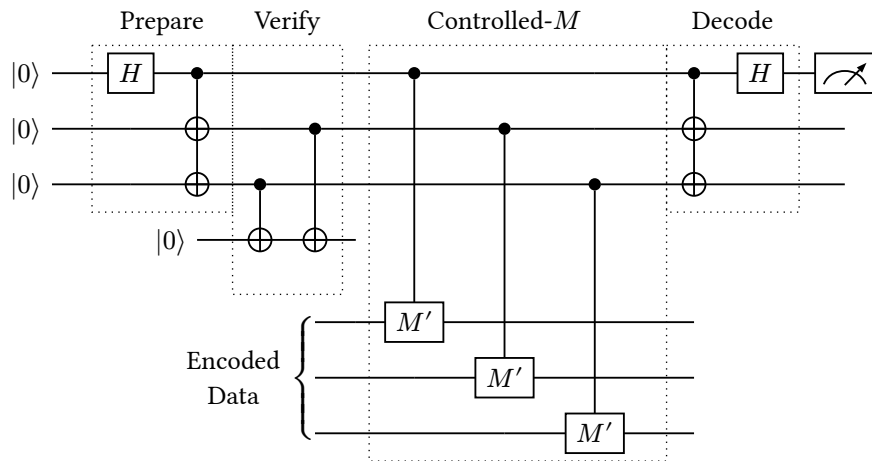 Prepare Verify Controlled-M Decode
|0⟩ H H
|0⟩
|0⟩
|0⟩
M′
Encoded
Data
M′
M′